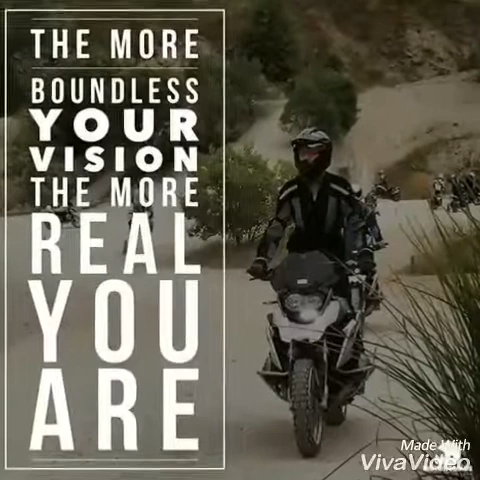 THE MORE
BOUNDLESS
YOUR
VISION
THE MORE
REAL
YOU
ARE
Made With
VivaVideo